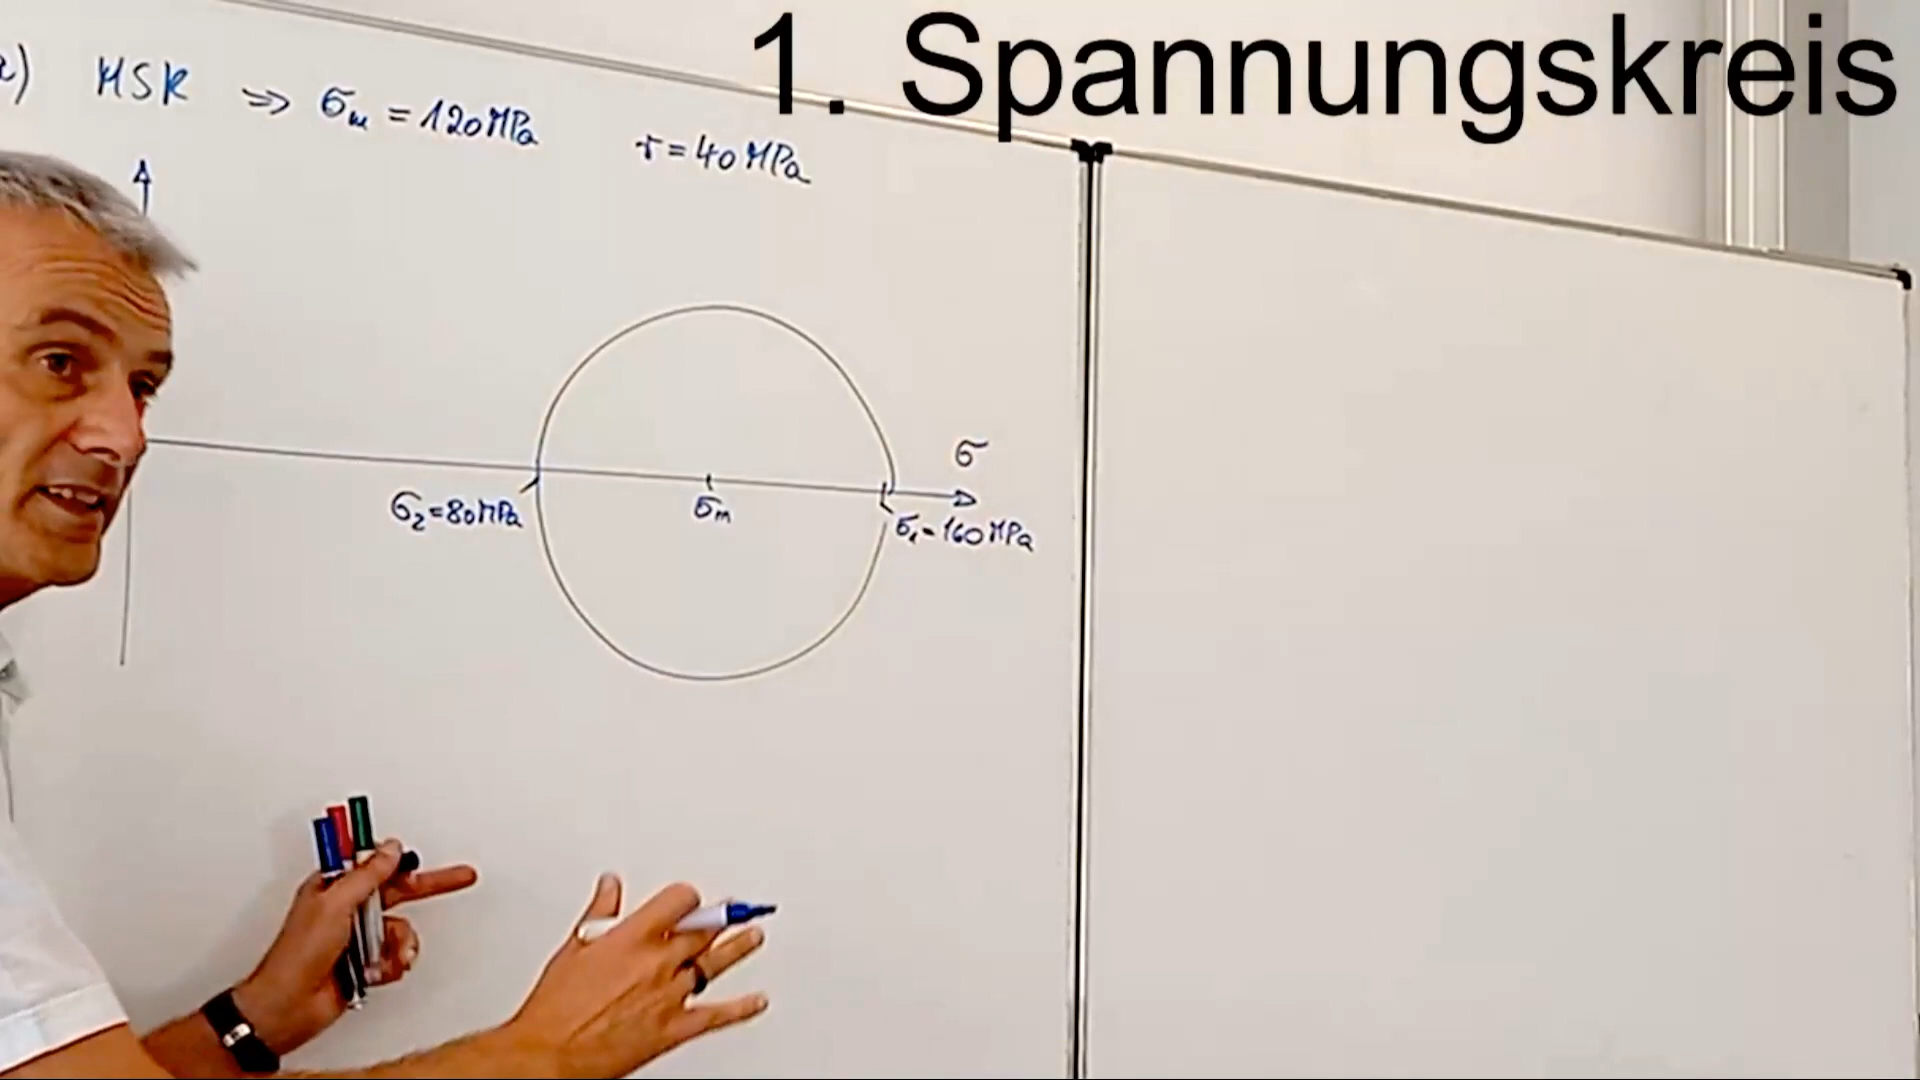 1. Spannungskreis
a) MSK => σm = 120 MPa r = 40 MPa
σ
σ2 = 80 MPa σm σ1 = 160 MPa